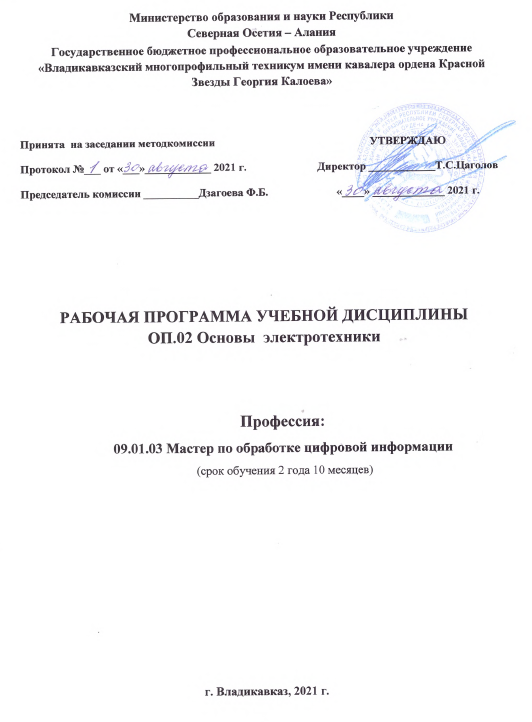 Министерство образования и науки Республики
Северная Осетия – Алания
Государственное бюджетное профессиональное образовательное учреждение
«Владикавказский многопрофильный техникум имени кавалера ордена Красной
Звезды Георгия Калоева»
Принята на заседании методкомиссии
Протокол № 1 от «30» августа 2021 г.
Председатель комиссии __________Дзагоева Ф.Б.
УТВЕРЖДАЮ
Директор ____________Т.С.Цаголов
«30» августа 2021 г.
РАБОЧАЯ ПРОГРАММА УЧЕБНОЙ ДИСЦИПЛИНЫ
ОП.02 Основы электротехники
Профессия:
09.01.03 Мастер по обработке цифровой информации
(срок обучения 2 года 10 месяцев)
г. Владикавказ, 2021 г.